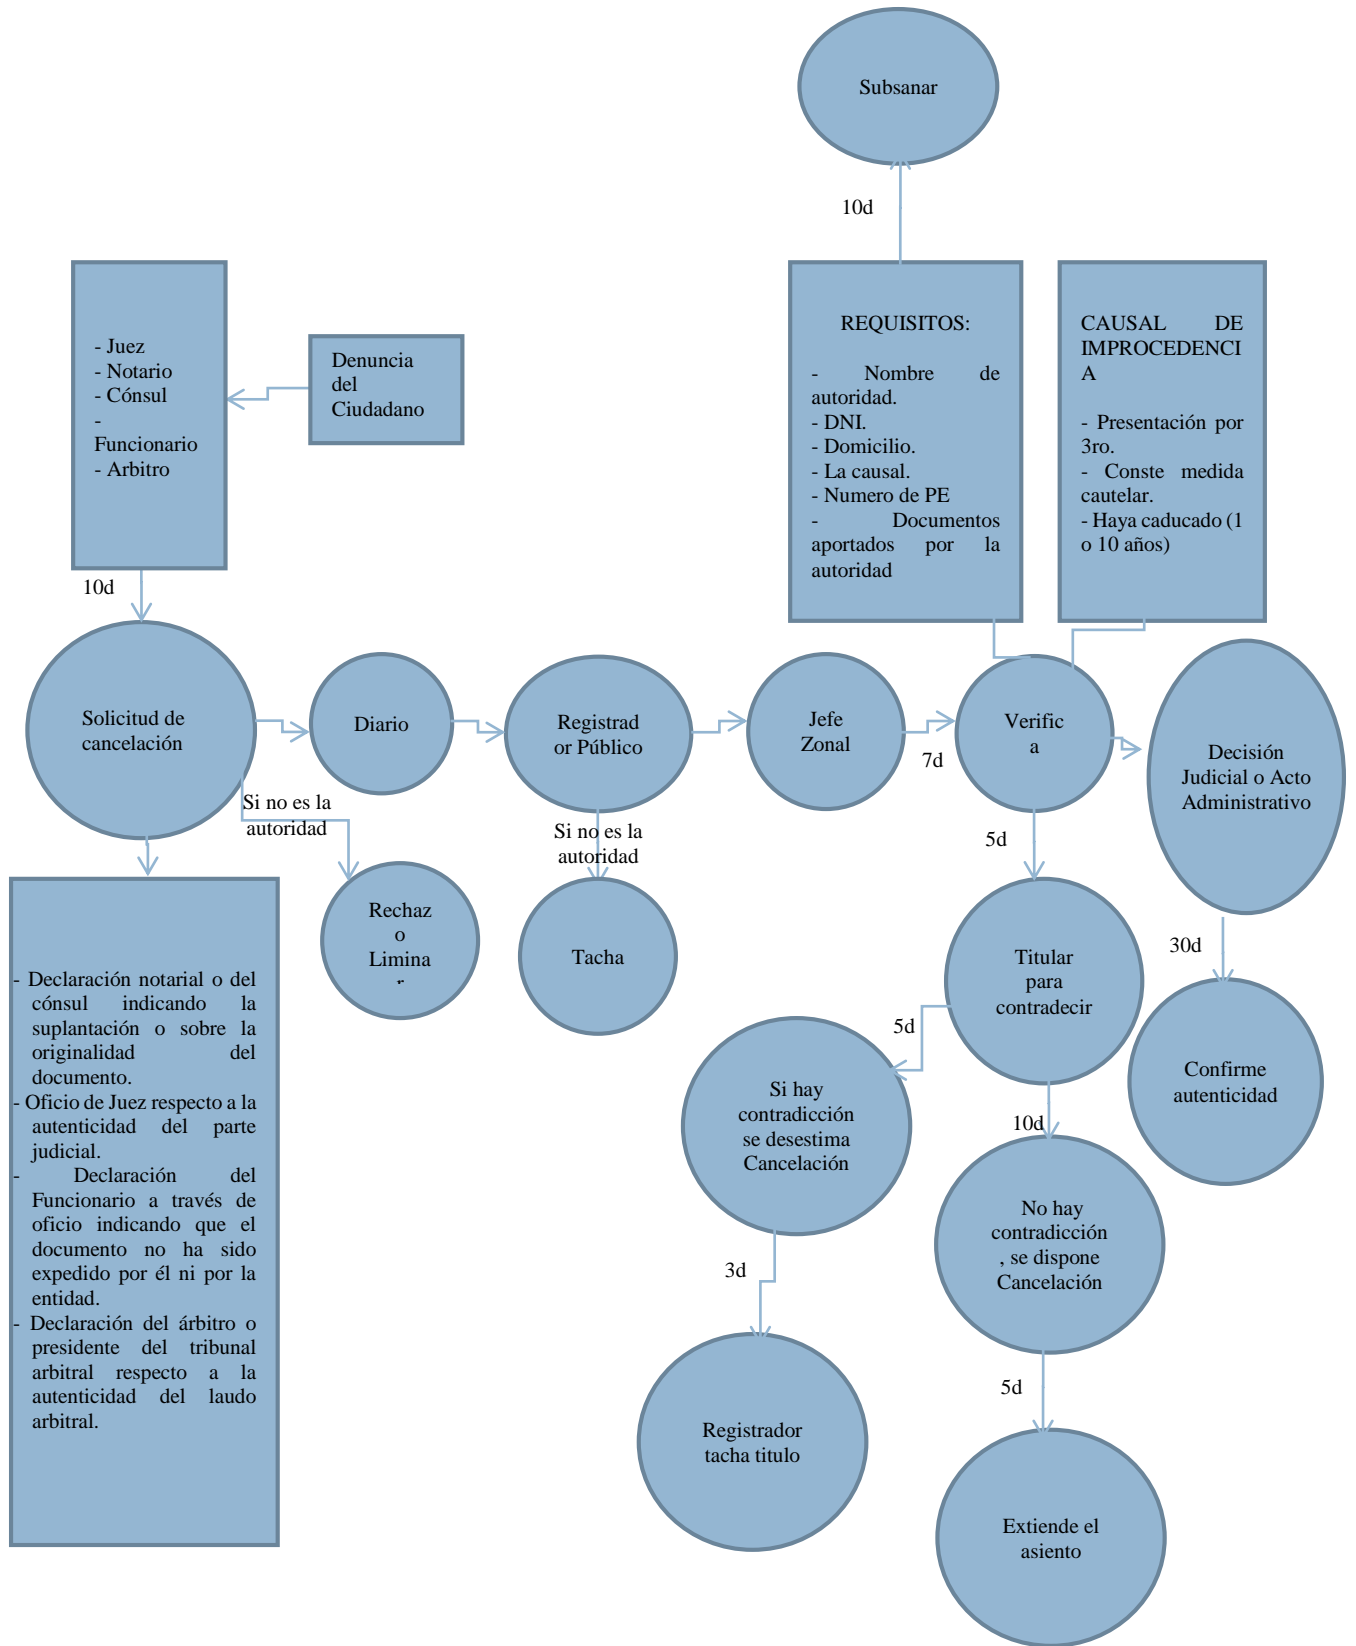 Subsanar
10d
- Juez
- Notario
- Cónsul
-
Funcionario
- Arbitro
Denuncia
del
Ciudadano
REQUISITOS:
- Nombre de
autoridad.
- DNI.
- Domicilio.
- La causal.
- Numero de PE
- Documentos
aportados por la
autoridad
CAUSAL DE
IMPROCEDENCI
A
- Presentación por
3ro.
- Conste medida
cautelar.
- Haya caducado (1
o 10 años)
10d
Solicitud de
cancelación
Diario
Registrad
or Público
Jefe
Zonal
7d
Verific
a
Decisión
Judicial o Acto
Administrativo
Si no es la
autoridad
Si no es la
autoridad
5d
Rechaz
o
Limina
r
Tacha
Titular
para
contradecir
30d
Confirme
autenticidad
- Declaración notarial o del
cónsul indicando la
suplantación o sobre la
originalidad del
documento.
- Oficio de Juez respecto a la
autenticidad del parte
judicial.
- Declaración del
Funcionario a través de
oficio indicando que el
documento no ha sido
expedido por él ni por la
entidad.
- Declaración del árbitro o
presidente del tribunal
arbitral respecto a la
autenticidad del laudo
arbitral.
5d
Si hay
contradicción
se desestima
Cancelación
10d
No hay
contradicción
, se dispone
Cancelación
3d
Registrador
tacha titulo
5d
Extiende el
asiento